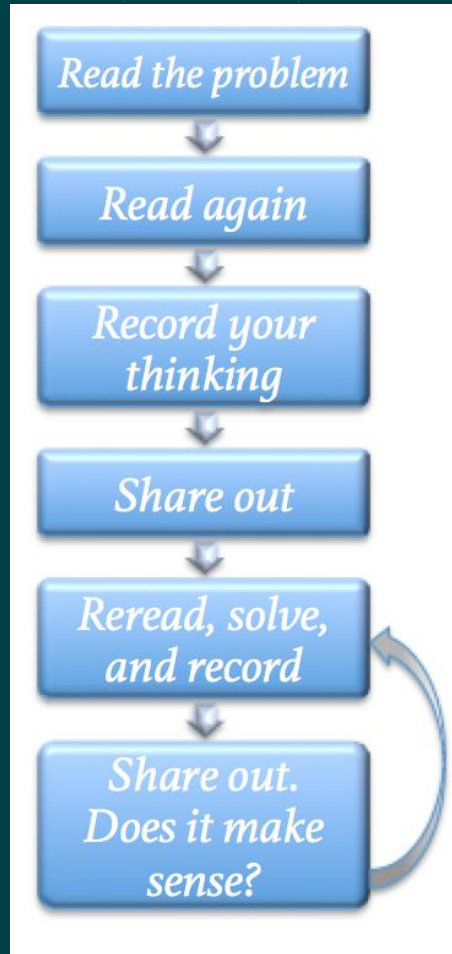 Read the problem
Read again
Record your
thinking
Share out
Reread, solve,
and record
Share out.
Does it make
sense?